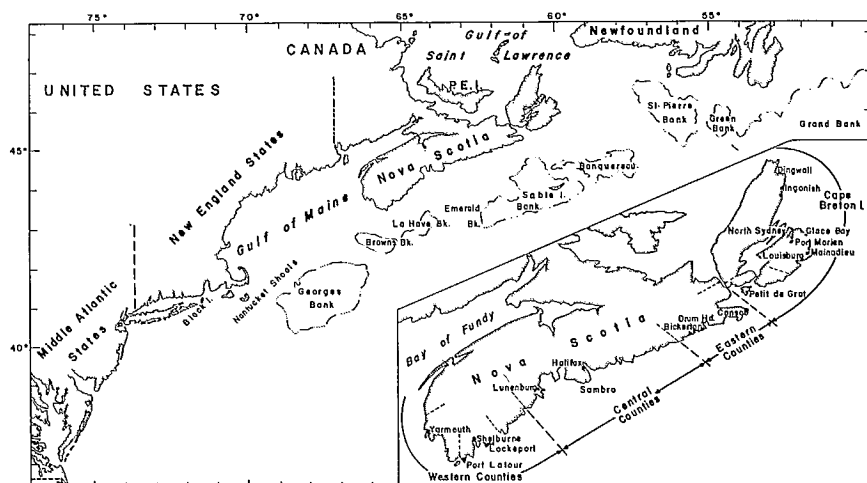 75° 70° 65° 60° 55°
CANADA
Gulf of
Saint Lawrence
Newfoundland
UNITED STATES
P.E.I.
St-Pierre
Bank
Green
Bank
Grand Bank
45°
New England States
Nova Scotia
Banquereau
Sable I.
Bank
Emerald
Bk.
La Have Bk.
Browns Bk.
Gulf of Maine
Georges
Bank
Nantucket Shoals
Block I.
Middle Atlantic
States
40°
Dingwall
Ingonish
Cape
Breton I.
North Sydney
Glace Bay
Port Morien
Mainadieu
Louisburg
Petit de Grat
Canso
Drum Hd.
Bickerton
Bay of Fundy
Nova Scotia
Halifax
Sambro
Lunenburg
Eastern
Counties
Central
Counties
Yarmouth
Shelburne
Lockeport
Port Latour
Western Counties